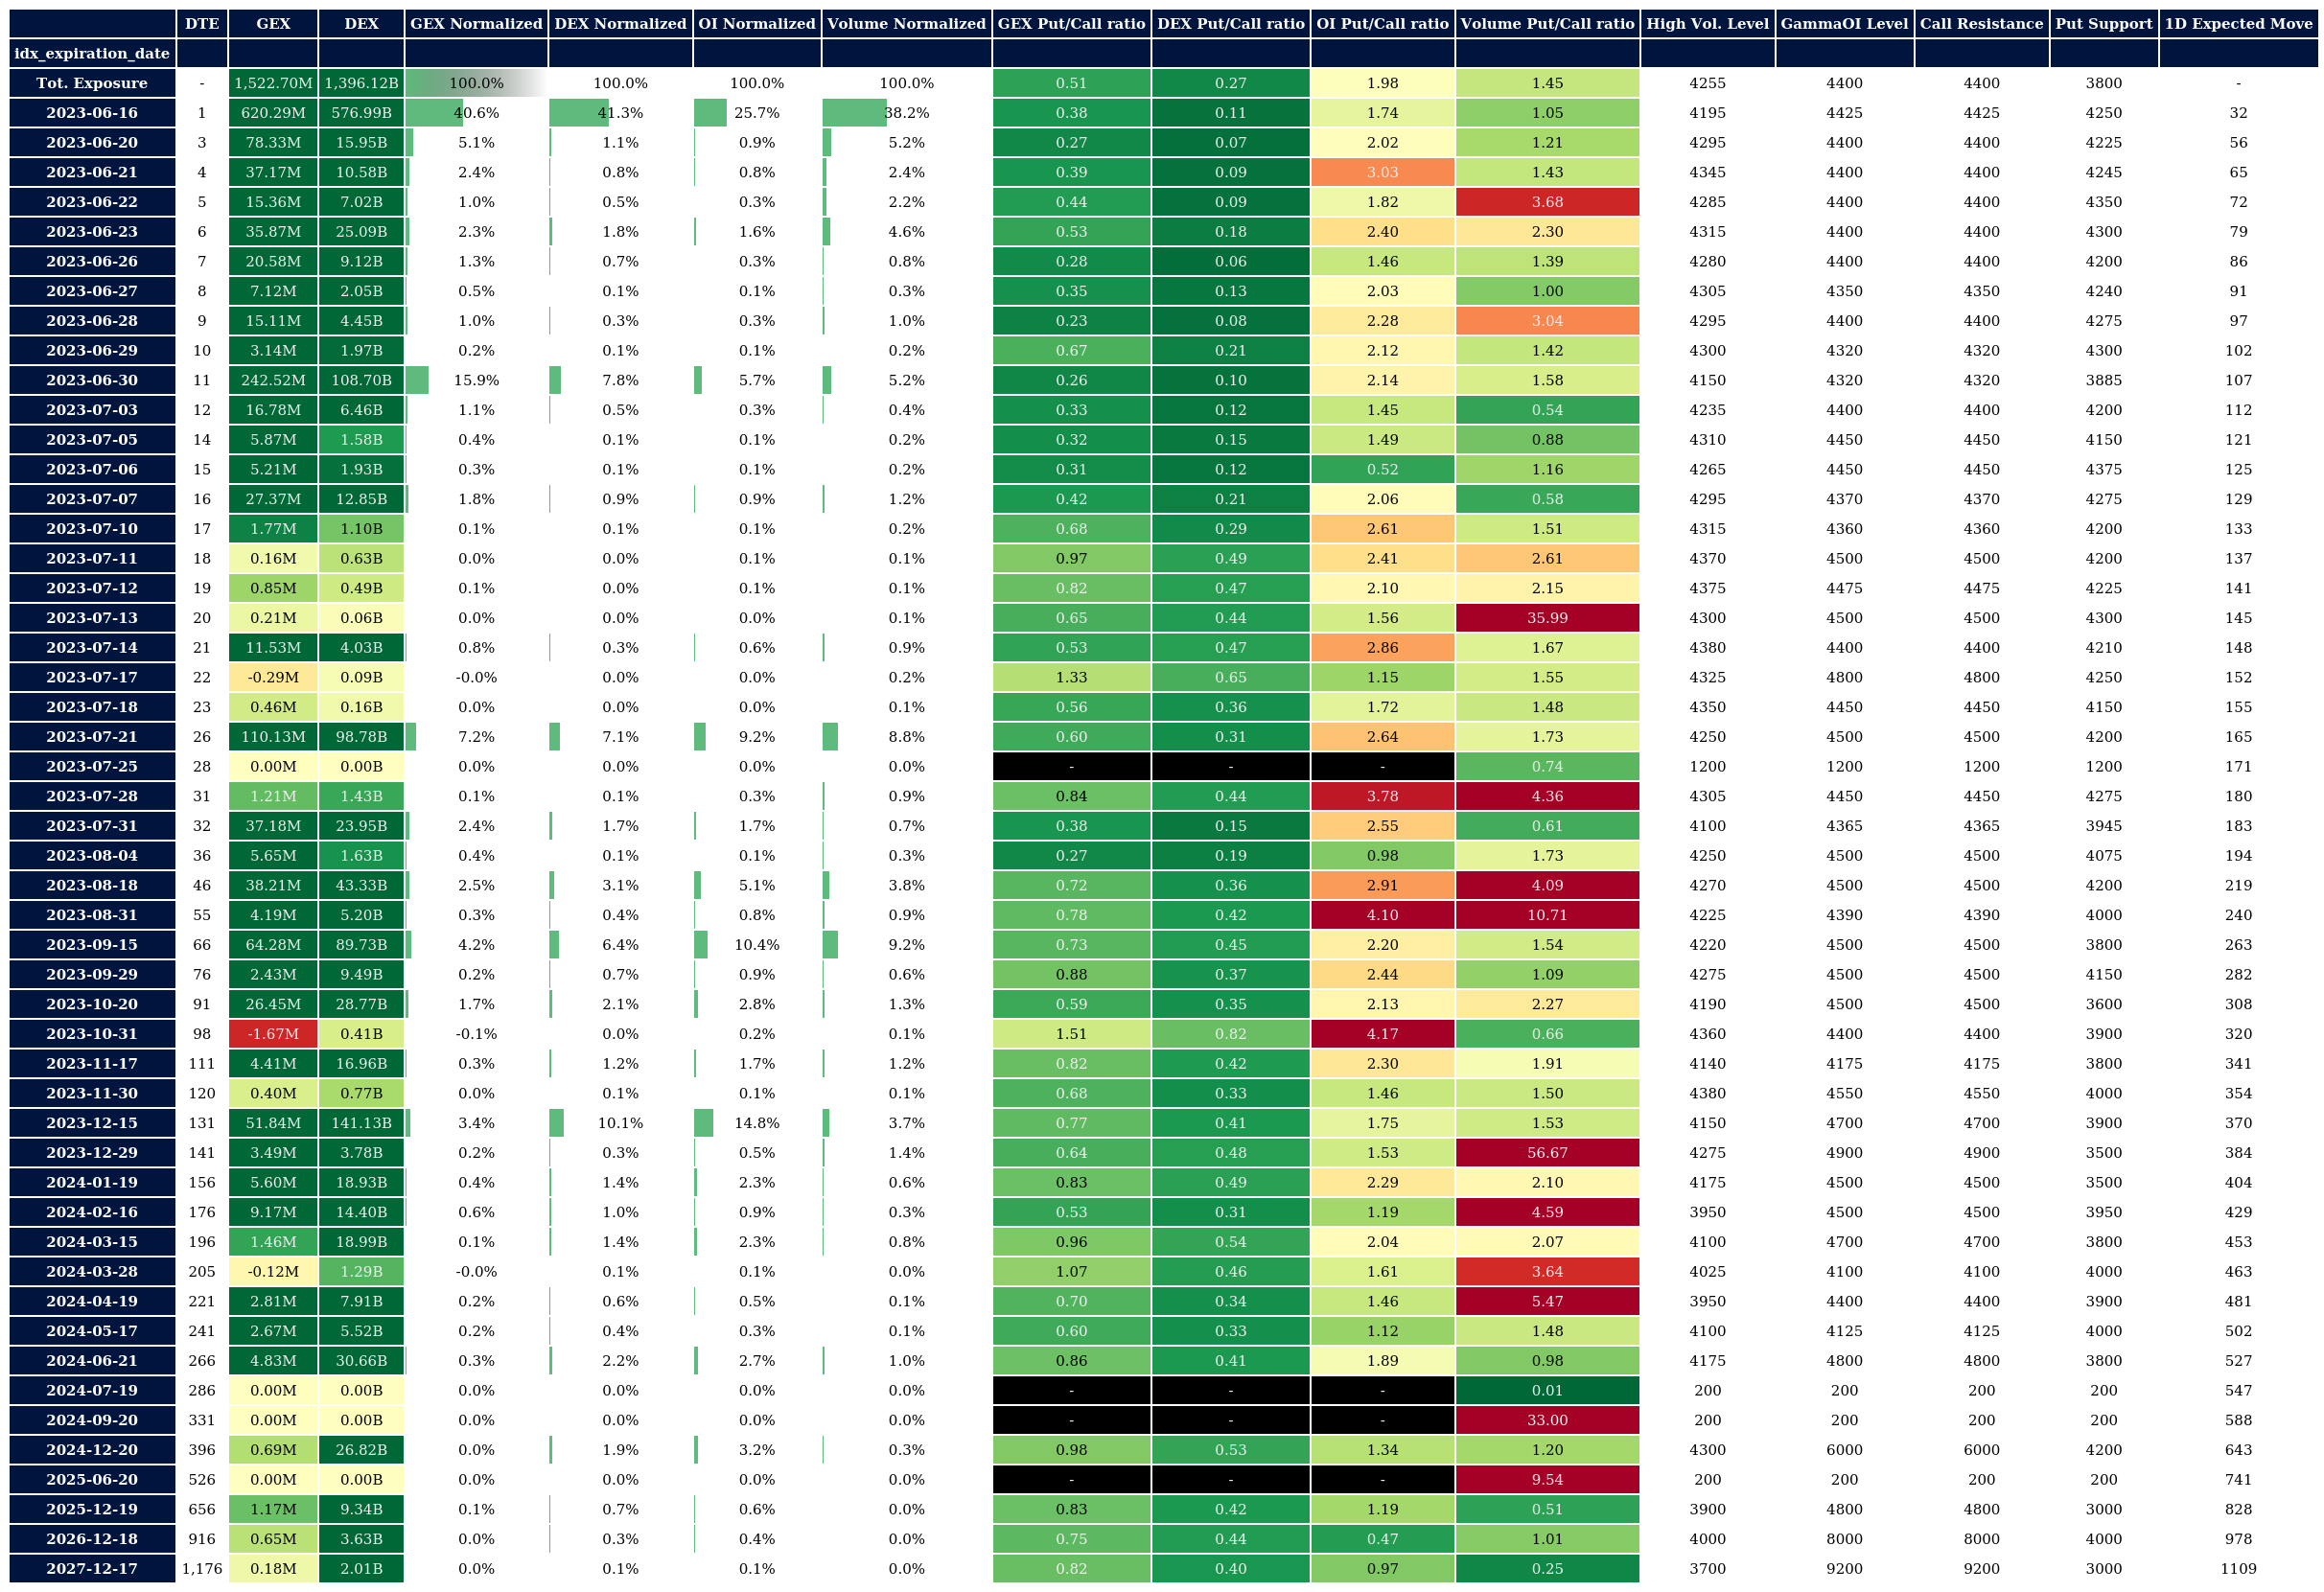 DTE GEX DEX GEX Normalized DEX Normalized OI Normalized Volume Normalized GEX Put/Call ratio DEX Put/Call ratio OI Put/Call ratio Volume Put/Call ratio High Vol. Level GammaOI Level Call Resistance Put Support 1D Expected Move
idx_expiration_date
Tot. Exposure - 1,522.70M 1,396.12B 100.0% 100.0% 100.0% 100.0% 0.51 0.27 1.98 1.45 4255 4400 4400 3800 -
2023-06-16 1 620.29M 576.99B 40.6% 41.3% 25.7% 38.2% 0.38 0.11 1.74 1.05 4195 4425 4425 4250 32
2023-06-20 3 78.33M 15.95B 5.1% 1.1% 0.9% 5.2% 0.27 0.07 2.02 1.21 4295 4400 4400 4225 56
2023-06-21 4 37.17M 10.58B 2.4% 0.8% 0.8% 2.4% 0.39 0.09 3.03 1.43 4345 4400 4400 4245 65
2023-06-22 5 15.36M 7.02B 1.0% 0.5% 0.3% 2.2% 0.44 0.09 1.82 3.68 4285 4400 4400 4350 72
2023-06-23 6 35.87M 25.09B 2.3% 1.8% 1.6% 4.6% 0.53 0.18 2.40 2.30 4315 4400 4400 4300 79
2023-06-26 7 20.58M 9.12B 1.3% 0.7% 0.3% 0.8% 0.28 0.06 1.46 1.39 4280 4400 4400 4200 86
2023-06-27 8 7.12M 2.05B 0.5% 0.1% 0.1% 0.3% 0.35 0.13 2.03 1.00 4305 4350 4350 4240 91
2023-06-28 9 15.11M 4.45B 1.0% 0.3% 0.3% 1.0% 0.23 0.08 2.28 3.04 4295 4400 4400 4275 97
2023-06-29 10 3.14M 1.97B 0.2% 0.1% 0.1% 0.2% 0.67 0.21 2.12 1.42 4300 4320 4320 4300 102
2023-06-30 11 242.52M 108.70B 15.9% 7.8% 5.7% 5.2% 0.26 0.10 2.14 1.58 4150 4320 4320 3885 107
2023-07-03 12 16.78M 6.46B 1.1% 0.5% 0.3% 0.4% 0.33 0.12 1.45 0.54 4235 4400 4400 4200 112
2023-07-05 14 5.87M 1.58B 0.4% 0.1% 0.1% 0.2% 0.32 0.15 1.49 0.88 4310 4450 4450 4150 121
2023-07-06 15 5.21M 1.93B 0.3% 0.1% 0.1% 0.2% 0.31 0.12 0.52 1.16 4265 4450 4450 4375 125
2023-07-07 16 27.37M 12.85B 1.8% 0.9% 0.9% 1.2% 0.42 0.21 2.06 0.58 4295 4370 4370 4275 129
2023-07-10 17 1.77M 1.10B 0.1% 0.1% 0.1% 0.2% 0.68 0.29 2.61 1.51 4315 4360 4360 4200 133
2023-07-11 18 0.16M 0.63B 0.0% 0.0% 0.1% 0.1% 0.97 0.49 2.41 2.61 4370 4500 4500 4200 137
2023-07-12 19 0.85M 0.49B 0.1% 0.0% 0.1% 0.1% 0.82 0.47 2.10 2.15 4375 4475 4475 4225 141
2023-07-13 20 0.21M 0.06B 0.0% 0.0% 0.0% 0.1% 0.65 0.44 1.56 35.99 4300 4500 4500 4300 145
2023-07-14 21 11.53M 4.03B 0.8% 0.3% 0.6% 0.9% 0.53 0.47 2.86 1.67 4380 4400 4400 4210 148
2023-07-17 22 -0.29M 0.09B -0.0% 0.0% 0.0% 0.2% 1.33 0.65 1.15 1.55 4325 4800 4800 4250 152
2023-07-18 23 0.46M 0.16B 0.0% 0.0% 0.0% 0.1% 0.56 0.36 1.72 1.48 4350 4450 4450 4150 155
2023-07-21 26 110.13M 98.78B 7.2% 7.1% 9.2% 8.8% 0.60 0.31 2.64 1.73 4250 4500 4500 4200 165
2023-07-25 28 0.00M 0.00B 0.0% 0.0% 0.0% 0.0% - - - 0.74 1200 1200 1200 1200 171
2023-07-28 31 1.21M 1.43B 0.1% 0.1% 0.3% 0.9% 0.84 0.44 3.78 4.36 4305 4450 4450 4275 180
2023-07-31 32 37.18M 23.95B 2.4% 1.7% 1.7% 0.7% 0.38 0.15 2.55 0.61 4100 4365 4365 3945 183
2023-08-04 36 5.65M 1.63B 0.4% 0.1% 0.1% 0.3% 0.27 0.19 0.98 1.73 4250 4500 4500 4075 194
2023-08-18 46 38.21M 43.33B 2.5% 3.1% 5.1% 3.8% 0.72 0.36 2.91 4.09 4270 4500 4500 4200 219
2023-08-31 55 4.19M 5.20B 0.3% 0.4% 0.8% 0.9% 0.78 0.42 4.10 10.71 4225 4390 4390 4000 240
2023-09-15 66 64.28M 89.73B 4.2% 6.4% 10.4% 9.2% 0.73 0.45 2.20 1.54 4220 4500 4500 3800 263
2023-09-29 76 2.43M 9.49B 0.2% 0.7% 0.9% 0.6% 0.88 0.37 2.44 1.09 4275 4500 4500 4150 282
2023-10-20 91 26.45M 28.77B 1.7% 2.1% 2.8% 1.3% 0.59 0.35 2.13 2.27 4190 4500 4500 3600 308
2023-10-31 98 -1.67M 0.41B -0.1% 0.0% 0.2% 0.1% 1.51 0.82 4.17 0.66 4360 4400 4400 3900 320
2023-11-17 111 4.41M 16.96B 0.3% 1.2% 1.7% 1.2% 0.82 0.42 2.30 1.91 4140 4175 4175 3800 341
2023-11-30 120 0.40M 0.77B 0.0% 0.1% 0.1% 0.1% 0.68 0.33 1.46 1.50 4380 4550 4550 4000 354
2023-12-15 131 51.84M 141.13B 3.4% 10.1% 14.8% 3.7% 0.77 0.41 1.75 1.53 4150 4700 4700 3900 370
2023-12-29 141 3.49M 3.78B 0.2% 0.3% 0.5% 1.4% 0.64 0.48 1.53 56.67 4275 4900 4900 3500 384
2024-01-19 156 5.60M 18.93B 0.4% 1.4% 2.3% 0.6% 0.83 0.49 2.29 2.10 4175 4500 4500 3500 404
2024-02-16 176 9.17M 14.40B 0.6% 1.0% 0.9% 0.3% 0.53 0.31 1.19 4.59 3950 4500 4500 3950 429
2024-03-15 196 1.46M 18.99B 0.1% 1.4% 2.3% 0.8% 0.96 0.54 2.04 2.07 4100 4700 4700 3800 453
2024-03-28 205 -0.12M 1.29B -0.0% 0.1% 0.1% 0.0% 1.07 0.46 1.61 3.64 4025 4100 4100 4000 463
2024-04-19 221 2.81M 7.91B 0.2% 0.6% 0.5% 0.1% 0.70 0.34 1.46 5.47 3950 4400 4400 3900 481
2024-05-17 241 2.67M 5.52B 0.2% 0.4% 0.3% 0.1% 0.60 0.33 1.12 1.48 4100 4125 4125 4000 502
2024-06-21 266 4.83M 30.66B 0.3% 2.2% 2.7% 1.0% 0.86 0.41 1.89 0.98 4175 4800 4800 3800 527
2024-07-19 286 0.00M 0.00B 0.0% 0.0% 0.0% 0.0% - - - 0.01 200 200 200 200 547
2024-09-20 331 0.00M 0.00B 0.0% 0.0% 0.0% 0.0% - - - 33.00 200 200 200 200 588
2024-12-20 396 0.69M 26.82B 0.0% 1.9% 3.2% 0.3% 0.98 0.53 1.34 1.20 4300 6000 6000 4200 643
2025-06-20 526 0.00M 0.00B 0.0% 0.0% 0.0% 0.0% - - - 9.54 200 200 200 200 741
2025-12-19 656 1.17M 9.34B 0.1% 0.7% 0.6% 0.0% 0.83 0.42 1.19 0.51 3900 4800 4800 3000 828
2026-12-18 916 0.65M 3.63B 0.0% 0.3% 0.4% 0.0% 0.75 0.44 0.47 1.01 4000 8000 8000 4000 978
2027-12-17 1,176 0.18M 2.01B 0.0% 0.1% 0.1% 0.0% 0.82 0.40 0.97 0.25 3700 9200 9200 3000 1109